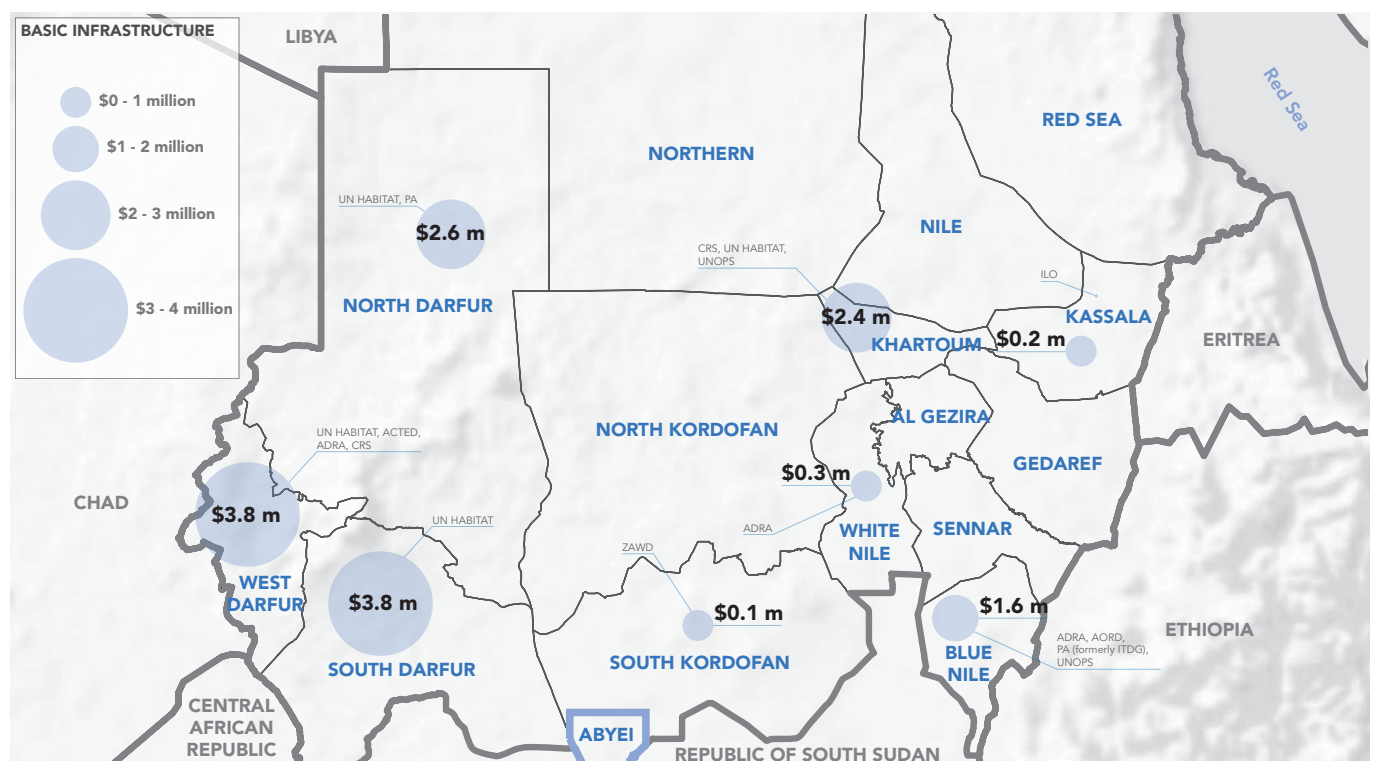 BASIC INFRASTRUCTURE
$0 - 1 million
$1 - 2 million
$2 - 3 million
$3 - 4 million
LIBYA
Red Sea
RED SEA
NORTHERN
UN HABITAT, PA
$2.6 m
NORTH DARFUR
NILE
CRS, UN HABITAT,
UNOPS
$2.4 m
KHARTOUM
ILO
KASSALA
$0.2 m
ERITREA
UN HABITAT, ACTED,
ADRA, CRS
NORTH KORDOFAN
AL GEZIRA
GEDAREF
CHAD
$3.8 m
WEST
DARFUR
UN HABITAT
$3.8 m
SOUTH DARFUR
$0.3 m
ADRA
WHITE
NILE
SENNAR
ZAWD
$0.1 m
SOUTH KORDOFAN
$1.6 m
BLUE
NILE
ADRA, AORD,
PA (formerly ITDG),
UNOPS
ETHIOPIA
CENTRAL
AFRICAN
REPUBLIC
ABYEI
REPUBLIC OF SOUTH SUDAN